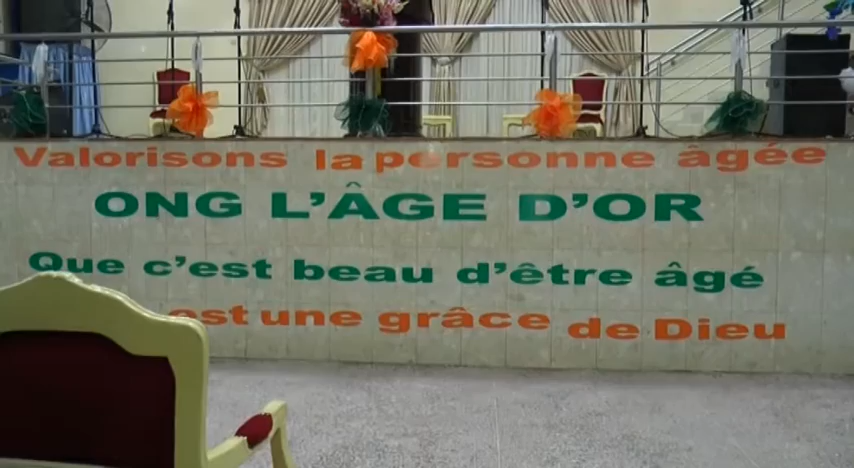 Valorisons la personne âgée
ONG L'ÂGE D'OR
Que c'est beau d'être âgé
est une grâce de Dieu